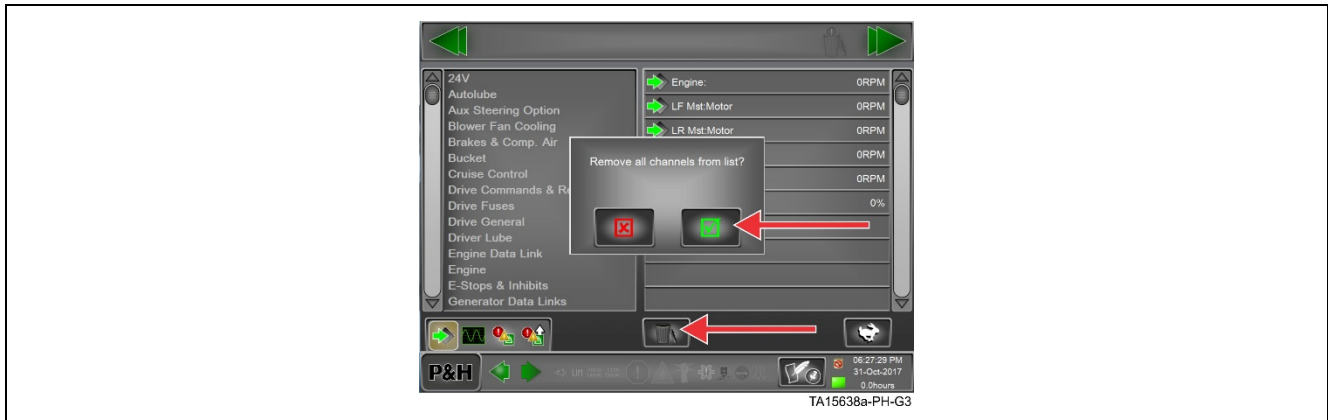 24V
Autolube
Aux Steering Option
Blower Fan Cooling
Brakes & Comp. Air
Bucket
Cruise Control
Drive Commands & Re
Drive Fuses
Drive General
Driver Lube
Engine Data Link
Engine
E-Stops & Inhibits
Generator Data Links
Engine: 0RPM
LF Mst:Motor 0RPM
LR Mst:Motor 0RPM
0RPM
0RPM
0%
Remove all channels from list?
P&H
06:27:29 PM
31-Oct-2017
0.0hours
TA15638a-PH-G3